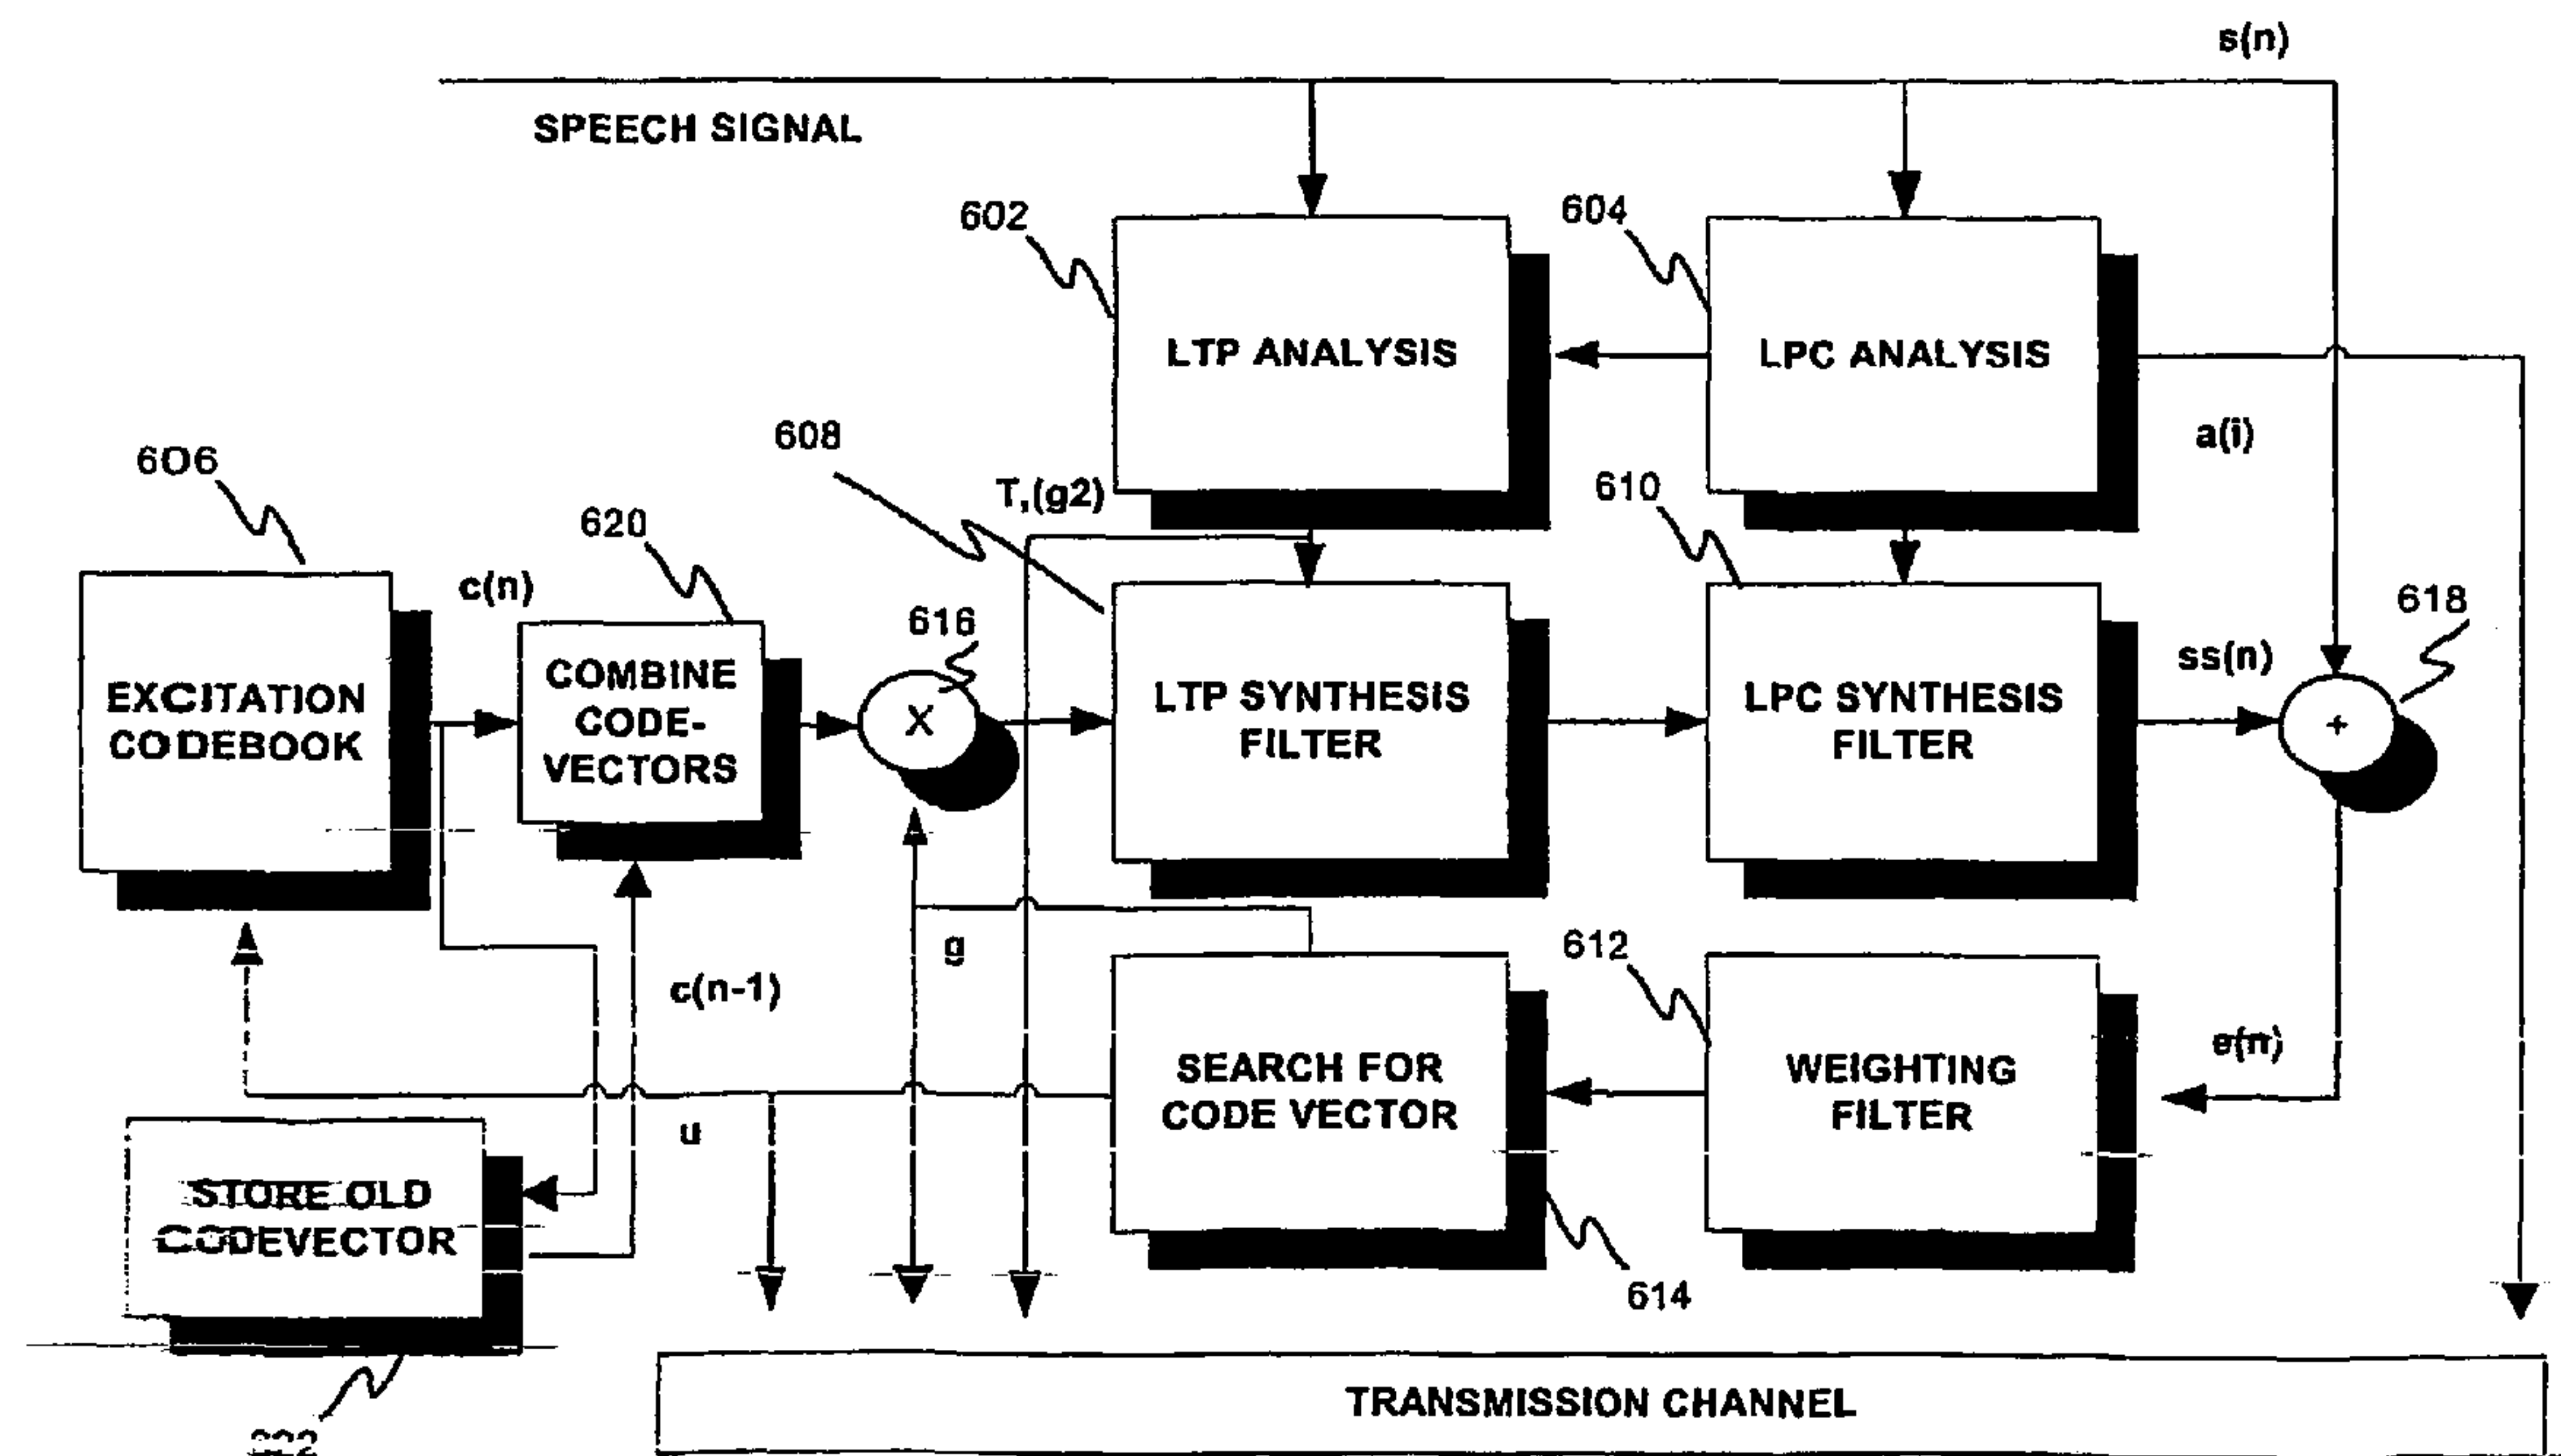 s(n)
SPEECH SIGNAL
602
604
LTP ANALYSIS
LPC ANALYSIS
a(i)
608
606
T,(g2)
610
620
c(n)
616
618
ss(n)
EXCITATION
CODEBOOK
COMBINE
CODE-
VECTORS
X
LTP SYNTHESIS
FILTER
LPC SYNTHESIS
FILTER
+
g
612
c(n-1)
e(n)
SEARCH FOR
CODE VECTOR
WEIGHTING
FILTER
u
STORE OLD
CODEVECTOR
614
TRANSMISSION CHANNEL